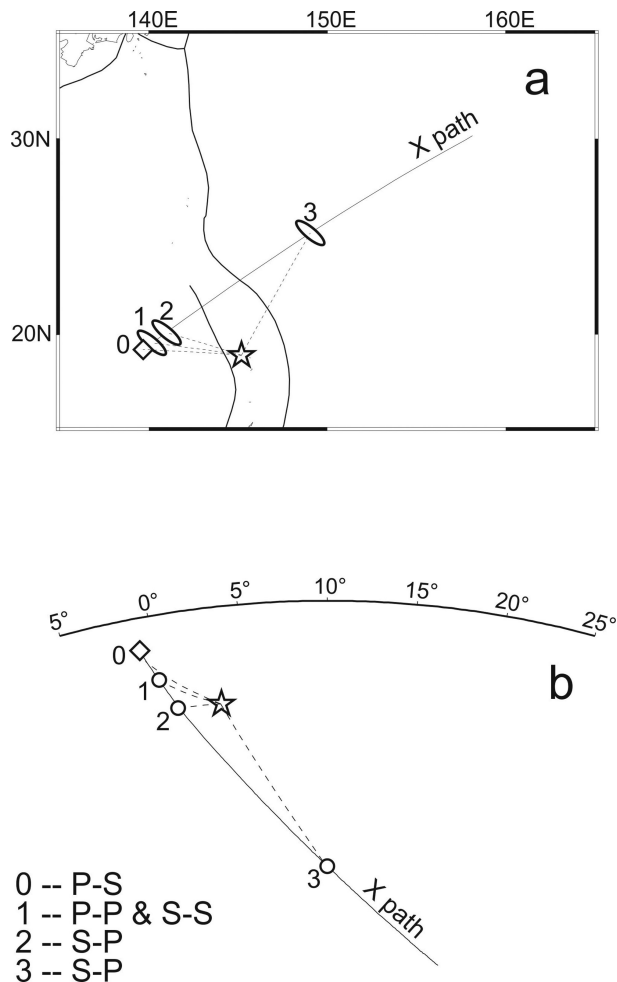 140E 150E 160E
a
X path
30N
3
1 2
20N
0
0° 5° 10° 15° 20°
5° 25°
0
b
1
2
3
X path
0 -- P-S
1 -- P-P & S-S
2 -- S-P
3 -- S-P